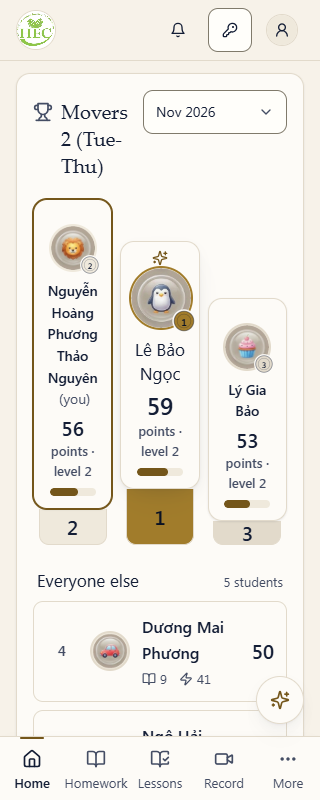 HEC
Movers
2 (Tue-
Thu)
Nov 2026
2
Nguyễn
Hoàng
Phương
Thảo
Nguyên
(you)
56
points ·
level 2
2
1
Lê Bảo
Ngọc
59
points ·
level 2
1
3
Lý Gia
Bảo
53
points ·
level 2
3
Everyone else
5 students
4
Dương Mai
Phương
9
41
50
Home
Homework
Lessons
Record
More